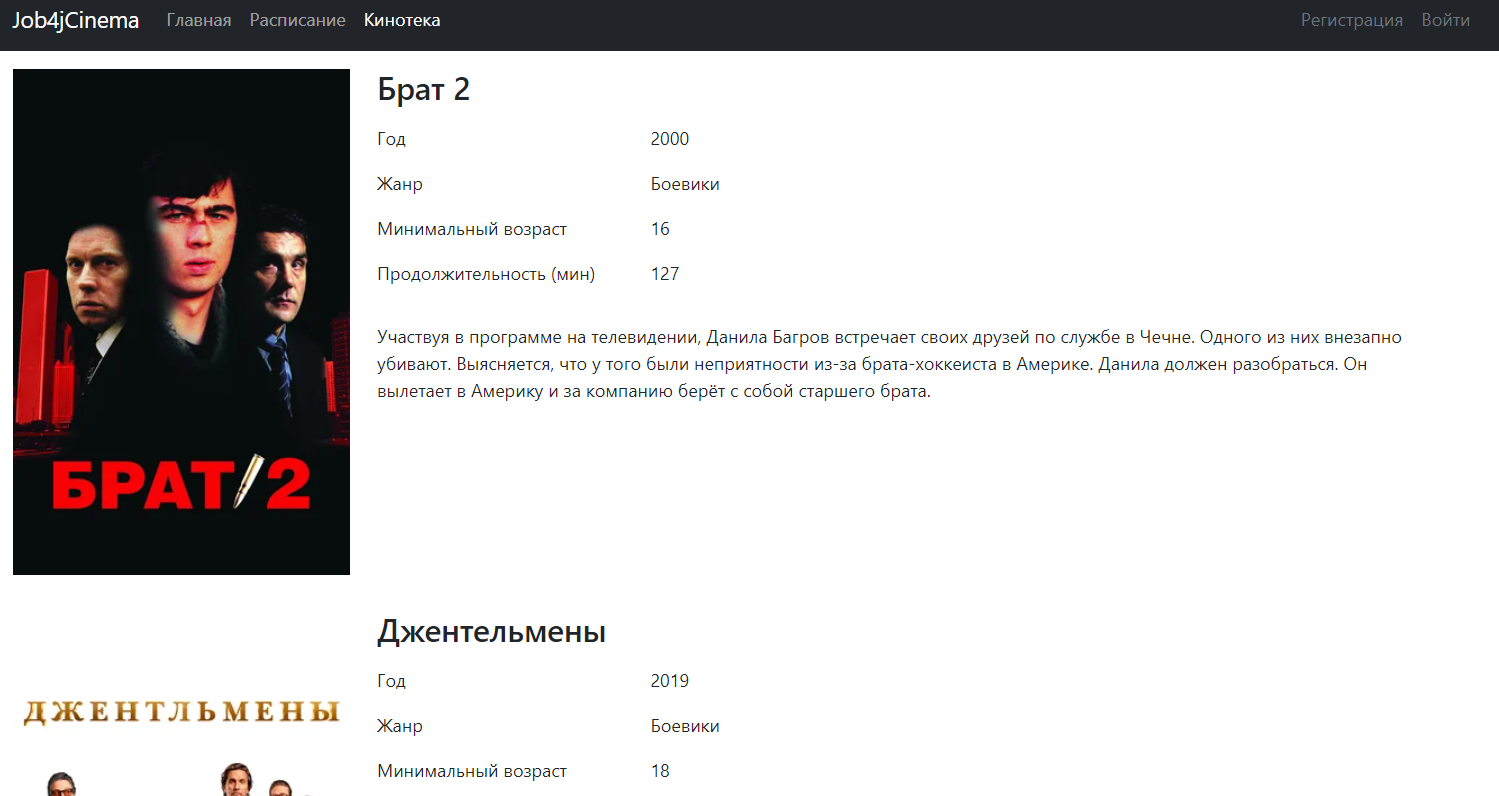 Job4jCinema Главная Расписание Кинотека Регистрация Войти
Брат 2
Год 2000
Жанр Боевики
Минимальный возраст 16
Продолжительность (мин) 127
Участвуя в программе на телевидении, Данила Багров встречает своих друзей по службе в Чечне. Одного из них внезапно
убивают. Выясняется, что у того были неприятности из-за брата-хоккеиста в Америке. Данила должен разобраться. Он
вылетает в Америку и за компанию берёт с собой старшего брата.
БРАТ 2
Джентельмены
Год 2019
ДЖЕНТЛЬМЕНЫ
Жанр Боевики
Минимальный возраст 18